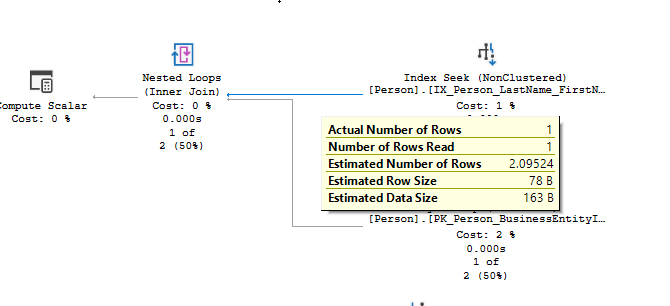 Nested Loops
(Inner Join)
Cost: 0 %
0.000s
1 of
2 (50%)
Index Seek (NonClustered)
[Person].[IX_Person_LastName_FirstN…
Cost: 1 %
Compute Scalar
Cost: 0 %
Actual Number of Rows 1
Number of Rows Read 1
Estimated Number of Rows 2.09524
Estimated Row Size 78 B
Estimated Data Size 163 B
[Person].[PK_Person_BusinessEntityI…
Cost: 2 %
0.000s
1 of
2 (50%)